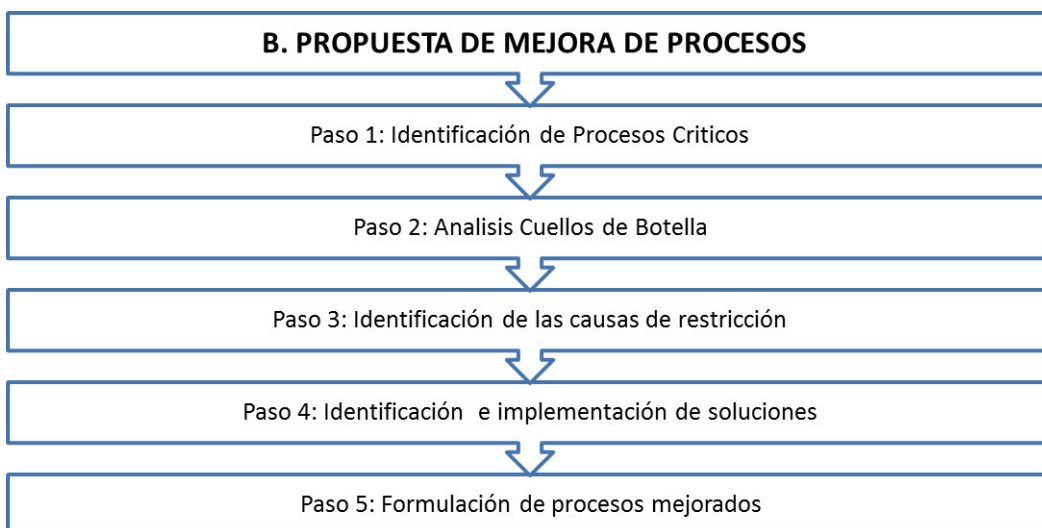 B. PROPUESTA DE MEJORA DE PROCESOS
Paso 1: Identificación de Procesos Criticos
Paso 2: Analisis Cuellos de Botella
Paso 3: Identificación de las causas de restricción
Paso 4: Identificación e implementación de soluciones
Paso 5: Formulación de procesos mejorados